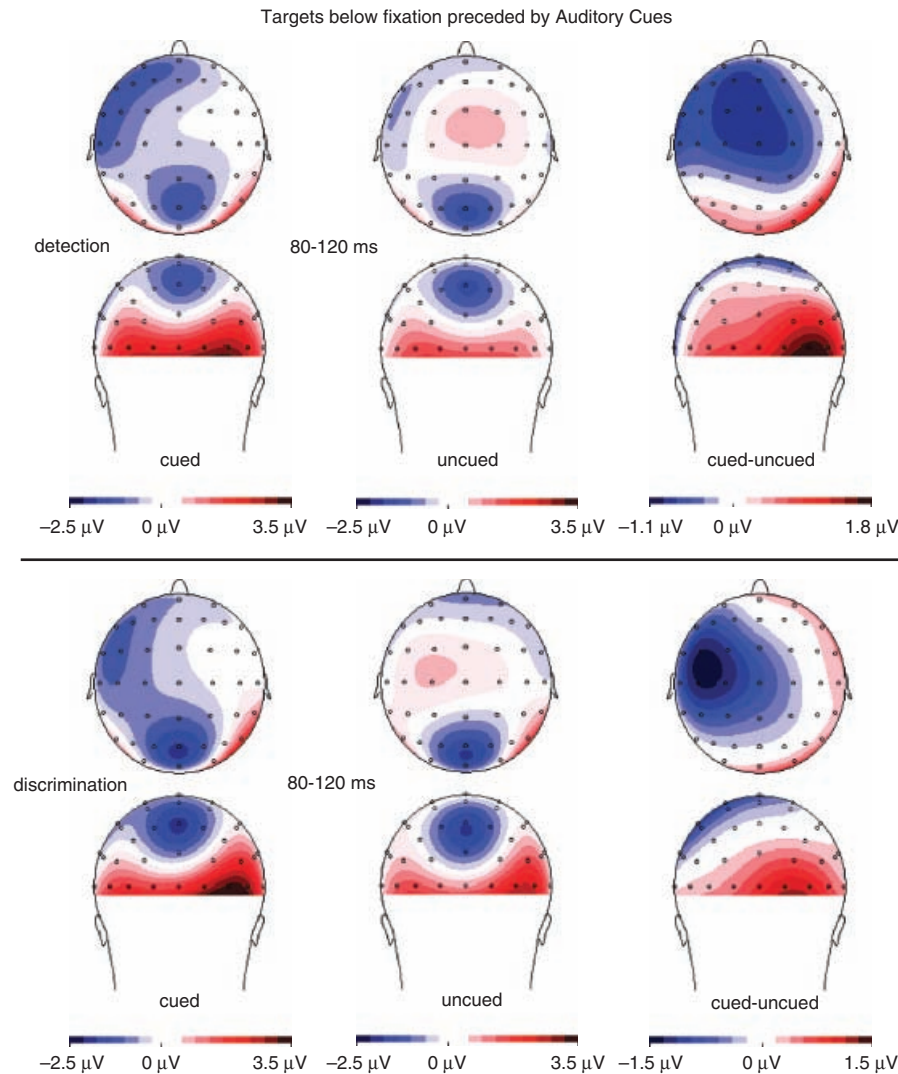 Targets below fixation preceded by Auditory Cues
detection
80-120 ms
cued
uncued
cued-uncued
–2.5 μV 0 μV 3.5 μV
–2.5 μV 0 μV 3.5 μV
–1.1 μV 0 μV 1.8 μV
discrimination
80-120 ms
cued
uncued
cued-uncued
–2.5 μV 0 μV 3.5 μV
–2.5 μV 0 μV 3.5 μV
–1.5 μV 0 μV 1.5 μV